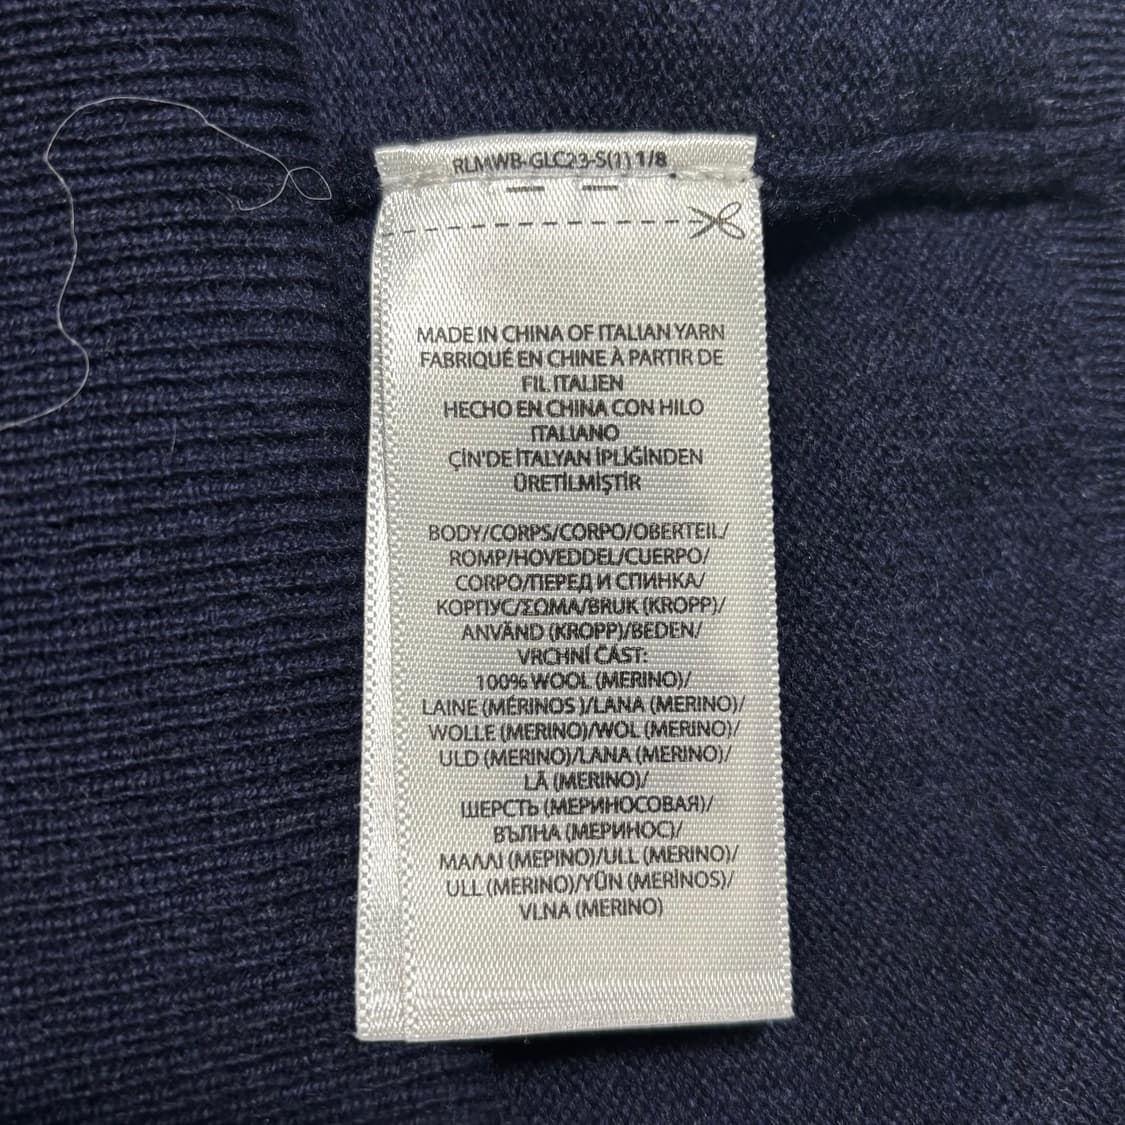 RLMWB-GLC23-S(1) 1/8
MADE IN CHINA OF ITALIAN YARN
FABRIQUÉ EN CHINE À PARTIR DE
FIL ITALIEN
HECHO EN CHINA CON HILO
ITALIANO
ÇİN'DE İTALYAN İPLİĞİNDEN
ÜRETİLMİŞTİR
BODY/CORPS/CORPO/OBERTEIL/
ROMP/HOVEDDEL/CUERPO/
CORPO/ПЕРЕД И СПИНКА/
КОРПУС/ΣΩΜΑ/BRUK (KROPP)/
ANVÄND (KROPP)/BEDEN/
VRCHNÍ ČÁST:
100% WOOL (MERINO)/
LAINE (MÉRINOS )/LANA (MERINO)/
WOLLE (MERINO)/WOL (MERINO)/
ULD (MERINO)/LANA (MERINO)/
LÃ (MERINO)/
ШЕРСТЬ (МЕРИНОСОВАЯ)/
ВЪЛНА (МЕРИНОС)/
ΜΑΛΛΙ (ΜΕΡΙΝΟ)/ULL (MERINO)/
ULL (MERINO)/YÜN (MERİNOS)/
VLNA (MERINO)